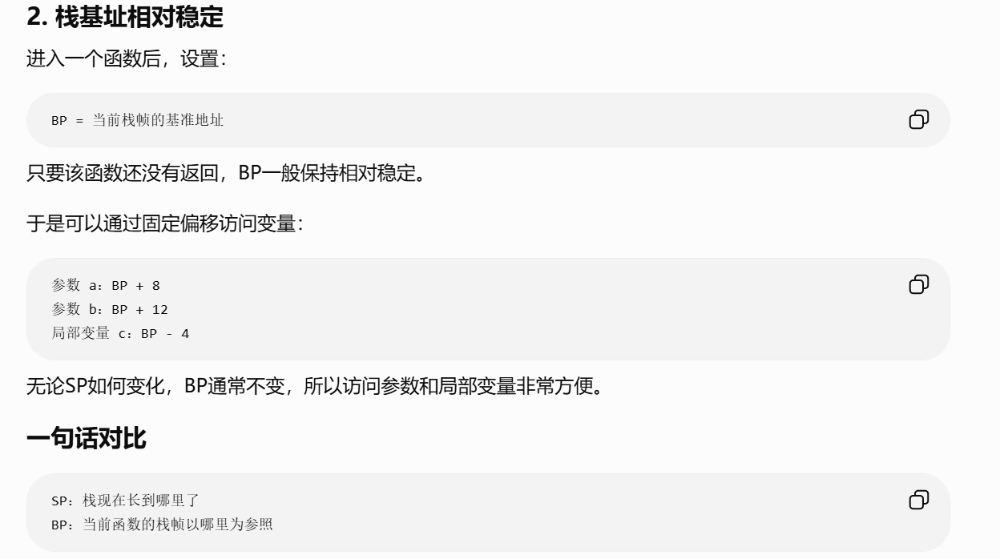 2. 栈基址相对稳定
进入一个函数后，设置：
BP = 当前栈帧的基准地址
只要该函数还没有返回，BP一般保持相对稳定。
于是可以通过固定偏移访问变量：
参数 a：BP + 8
参数 b：BP + 12
局部变量 c：BP - 4
无论SP如何变化，BP通常不变，所以访问参数和局部变量非常方便。
一句话对比
SP：栈现在长到哪里了
BP：当前函数的栈帧以哪里为参照